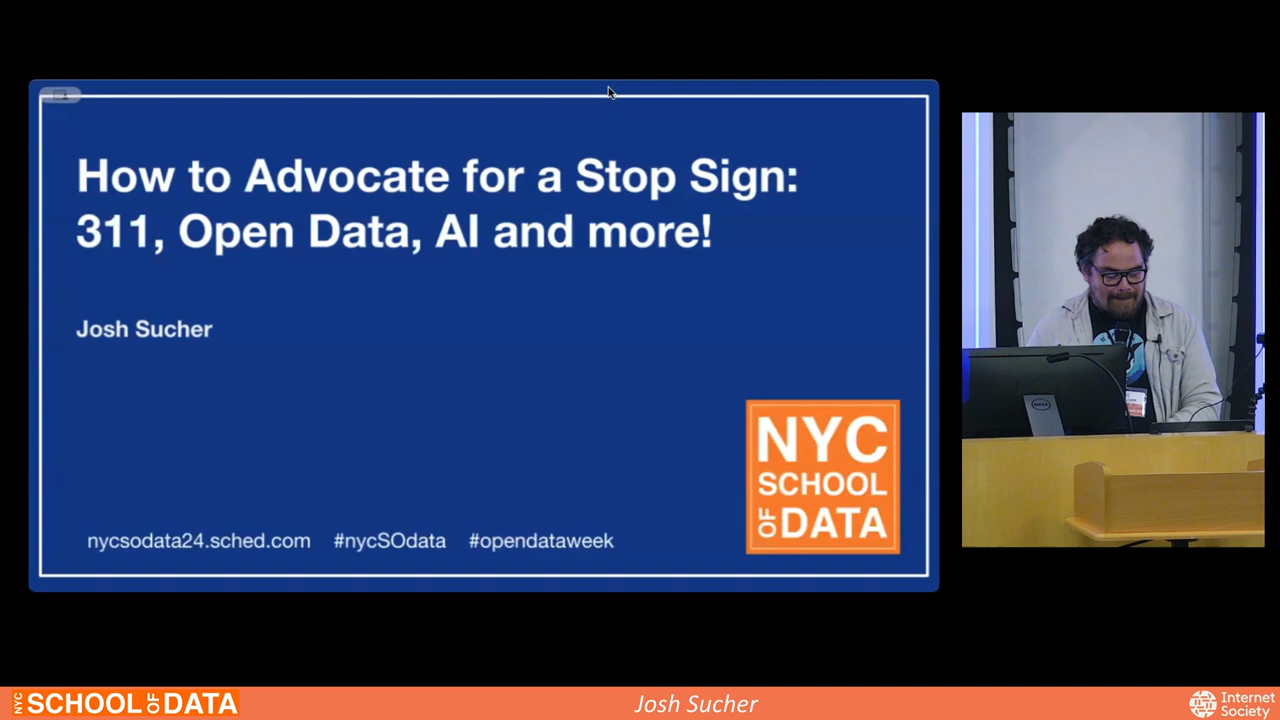 How to Advocate for a Stop Sign:
311, Open Data, AI and more!
Josh Sucher
NYC
SCHOOL
OF DATA
nycsodata24.sched.com #nycSOdata #opendataweek
DELL
NYC SCHOOL OF DATA
Josh Sucher
Internet
Society